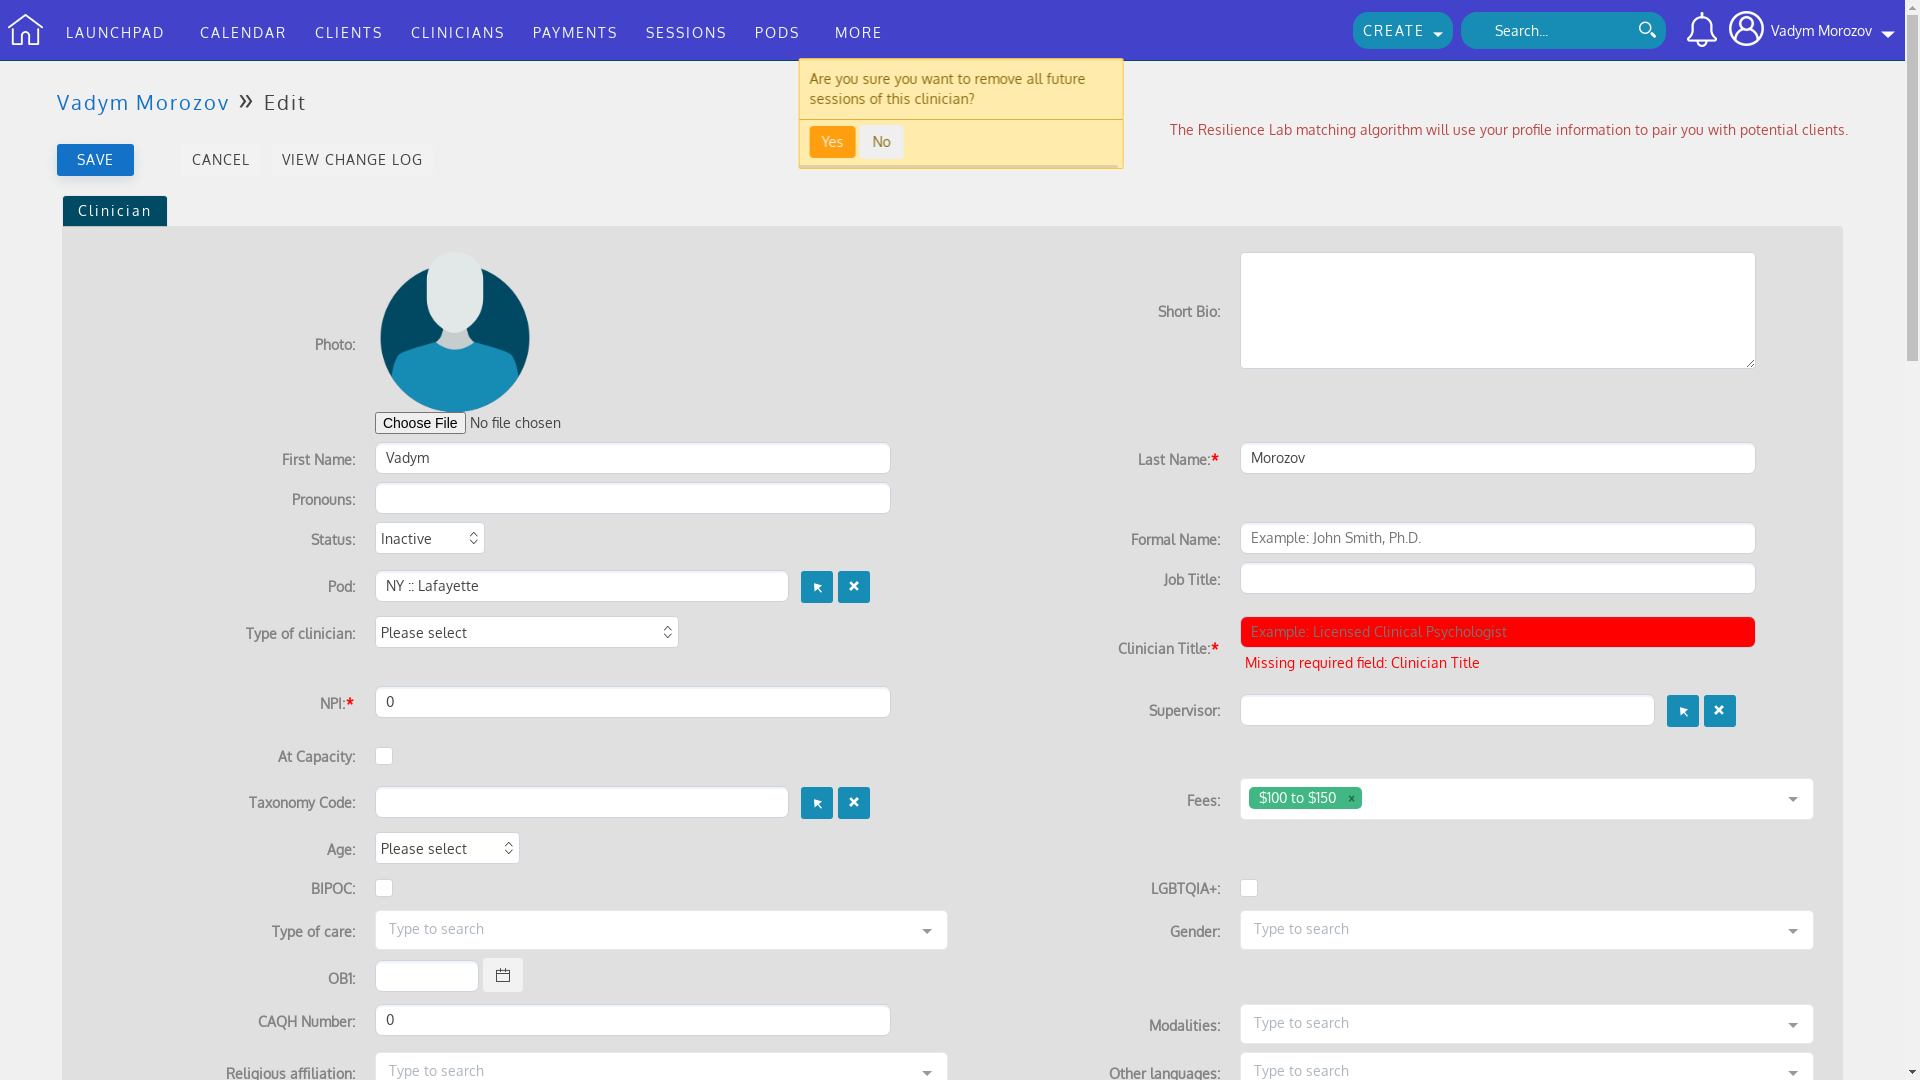 LAUNCHPAD CALENDAR CLIENTS CLINICIANS PAYMENTS SESSIONS PODS MORE CREATE Search... Vadym Morozov
Are you sure you want to remove all future
sessions of this clinician?
Yes No
Vadym Morozov » Edit
The Resilience Lab matching algorithm will use your profile information to pair you with potential clients.
SAVE CANCEL VIEW CHANGE LOG
Clinician
Photo:
Choose File No file chosen
Short Bio:
First Name: Vadym
Last Name:* Morozov
Pronouns:
Status: Inactive
Formal Name: Example: John Smith, Ph.D.
Pod: NY :: Lafayette
Job Title:
Type of clinician: Please select
Clinician Title:* Example: Licensed Clinical Psychologist
Missing required field: Clinician Title
NPI:* 0
Supervisor:
At Capacity:
Taxonomy Code:
Fees: $100 to $150 ×
Age: Please select
BIPOC:
LGBTQIA+:
Type of care: Type to search
Gender: Type to search
OB1:
CAQH Number: 0
Modalities: Type to search
Religious affiliation: Type to search
Other languages: Type to search